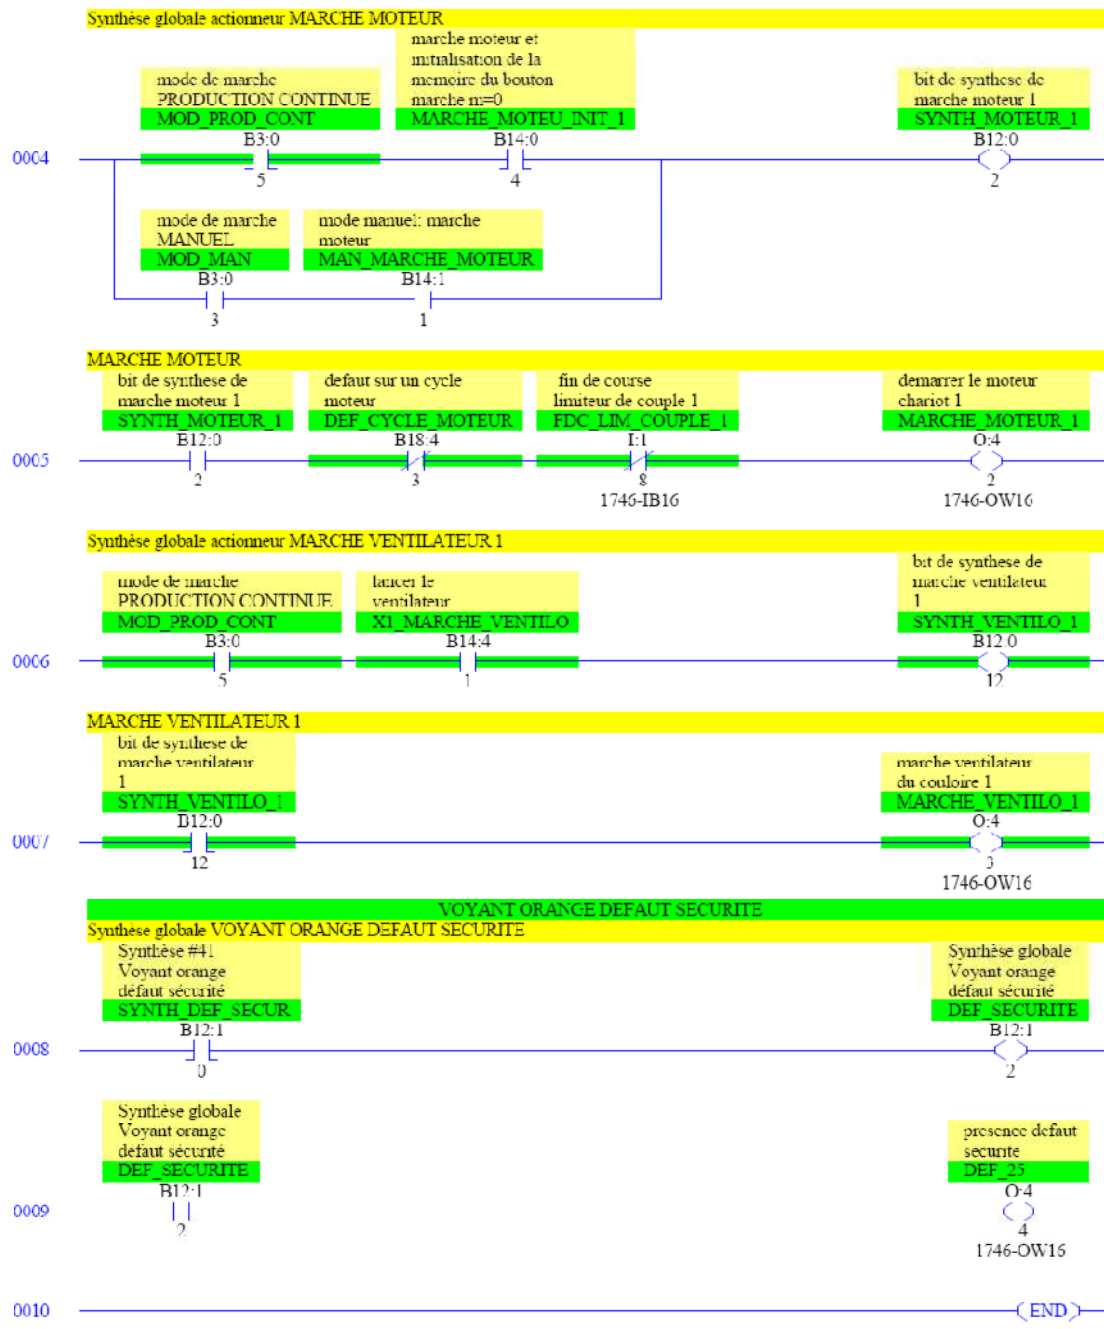 Synthèse globale actionneur MARCHE MOTEUR
marche moteur et
initialisation de la
memoire du bouton
marche m=0
MARCHE_MOTEU_INIT_1
B14:0
4
mode de marche
PRODUCTION CONTINUE
MOD_PROD_CONT
B3:0
5
bit de synthese de
marche moteur 1
SYNTH_MOTEUR_1
B12:0
2
0004
mode de marche
MANUEL
MOD_MAN
B3:0
3
mode manuel: marche
moteur
MAN_MARCHE_MOTEUR
B14:1
1
MARCHE MOTEUR
bit de synthese de
marche moteur 1
SYNTH_MOTEUR_1
B12:0
2
defaut sur un cycle
moteur
DEF_CYCLE_MOTEUR
B18:4
3
fin de course
limiteur de couple 1
FDC_LIM_COUPLE_1
I:1
8
1746-IB16
demarrer le moteur
chariot 1
MARCHE_MOTEUR_1
O:4
2
1746-OW16
0005
Synthèse globale actionneur MARCHE VENTILATEUR 1
mode de marche
PRODUCTION CONTINUE
MOD_PROD_CONT
B3:0
5
lancer le
ventilateur
X1_MARCHE_VENTILO
B14:4
1
bit de synthese de
marche ventilateur
1
SYNTH_VENTILO_1
B12:0
12
0006
MARCHE VENTILATEUR 1
bit de synthese de
marche ventilateur
1
SYNTH_VENTILO_1
B12:0
12
marche ventilateur
du couloire 1
MARCHE_VENTILO_1
O:4
3
1746-OW16
0007
VOYANT ORANGE DEFAUT SECURITE
Synthèse globale VOYANT ORANGE DEFAUT SECURITE
Synthèse #41
Voyant orange
défaut sécurité
SYNTH_DEF_SECUR
B12:1
0
Synthèse globale
Voyant orange
défaut sécurité
DEF_SECURITE
B12:1
2
0008
Synthèse globale
Voyant orange
défaut sécurité
DEF_SECURITE
B12:1
2
presence defaut
securite
DEF_25
O:4
4
1746-OW16
0009
0010
END